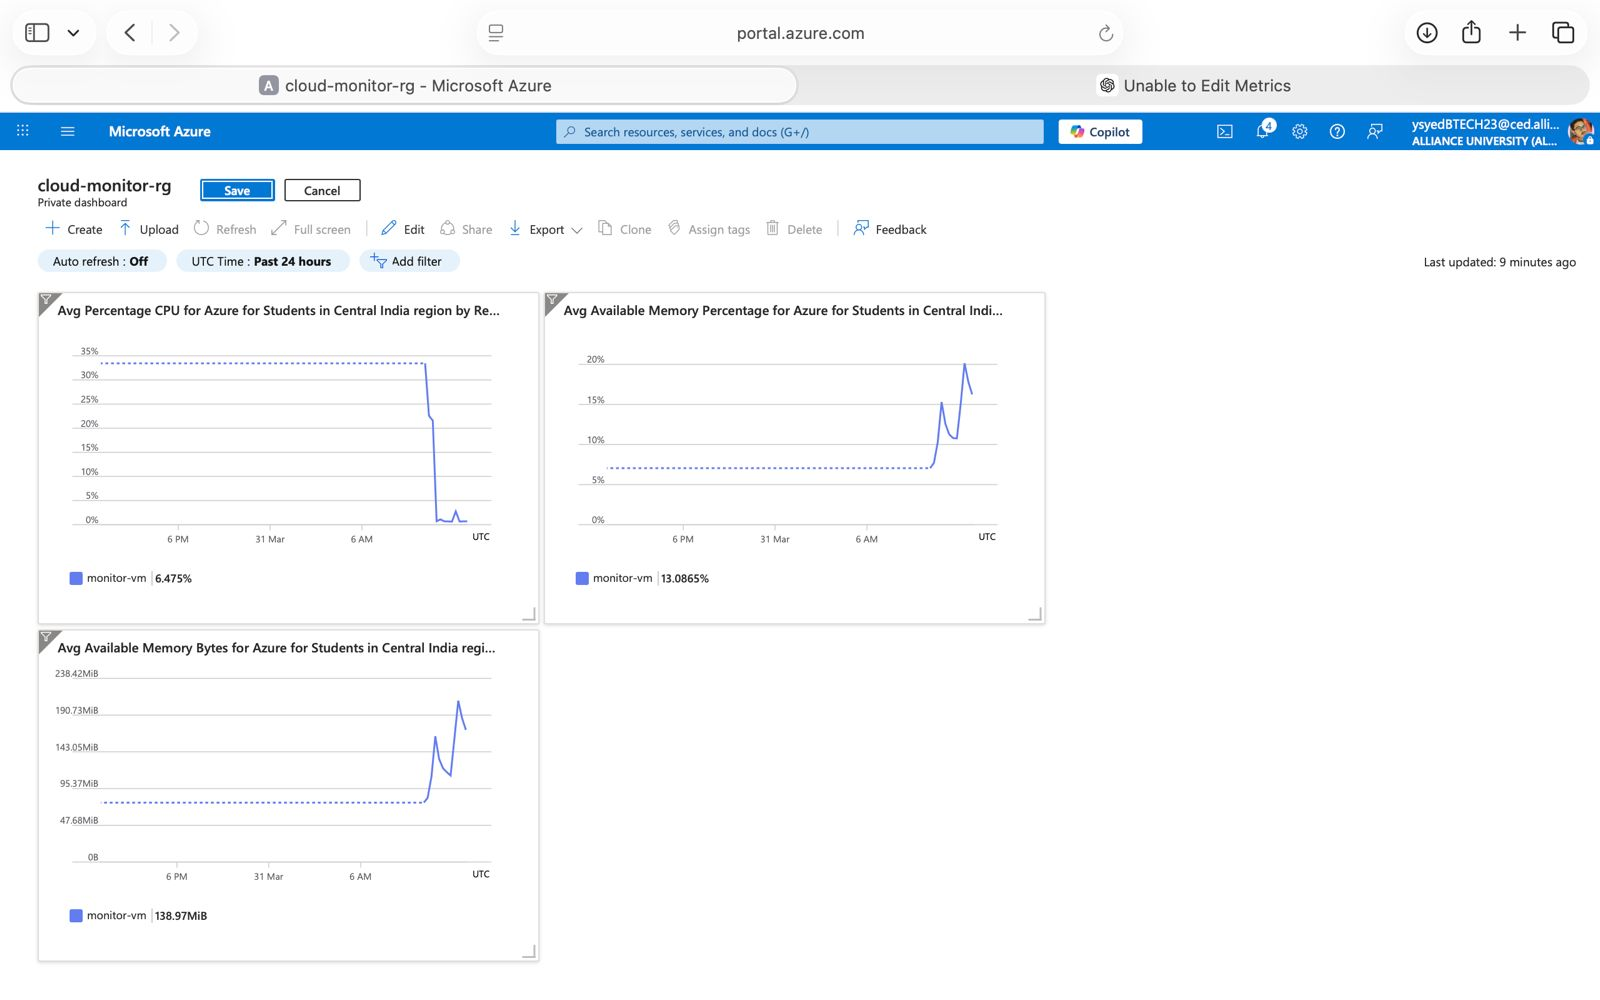 portal.azure.com
A cloud-monitor-rg - Microsoft Azure
Unable to Edit Metrics
Microsoft Azure
Search resources, services, and docs (G+/)
Copilot
4
ysyedBTECH23@ced.alli...
ALLIANCE UNIVERSITY (AL...
cloud-monitor-rg
Private dashboard
Save
Cancel
Create
Upload
Refresh
Full screen
Edit
Share
Export
Clone
Assign tags
Delete
Feedback
Auto refresh : Off
UTC Time : Past 24 hours
Add filter
Last updated: 9 minutes ago
Avg Percentage CPU for Azure for Students in Central India region by Re...
35%
30%
25%
20%
15%
10%
5%
0%
6 PM
31 Mar
6 AM
UTC
monitor-vm 6.475%
Avg Available Memory Percentage for Azure for Students in Central Indi...
20%
15%
10%
5%
0%
6 PM
31 Mar
6 AM
UTC
monitor-vm 13.0865%
Avg Available Memory Bytes for Azure for Students in Central India regi...
238.42MiB
190.73MiB
143.05MiB
95.37MiB
47.68MiB
0B
6 PM
31 Mar
6 AM
UTC
monitor-vm 138.97MiB